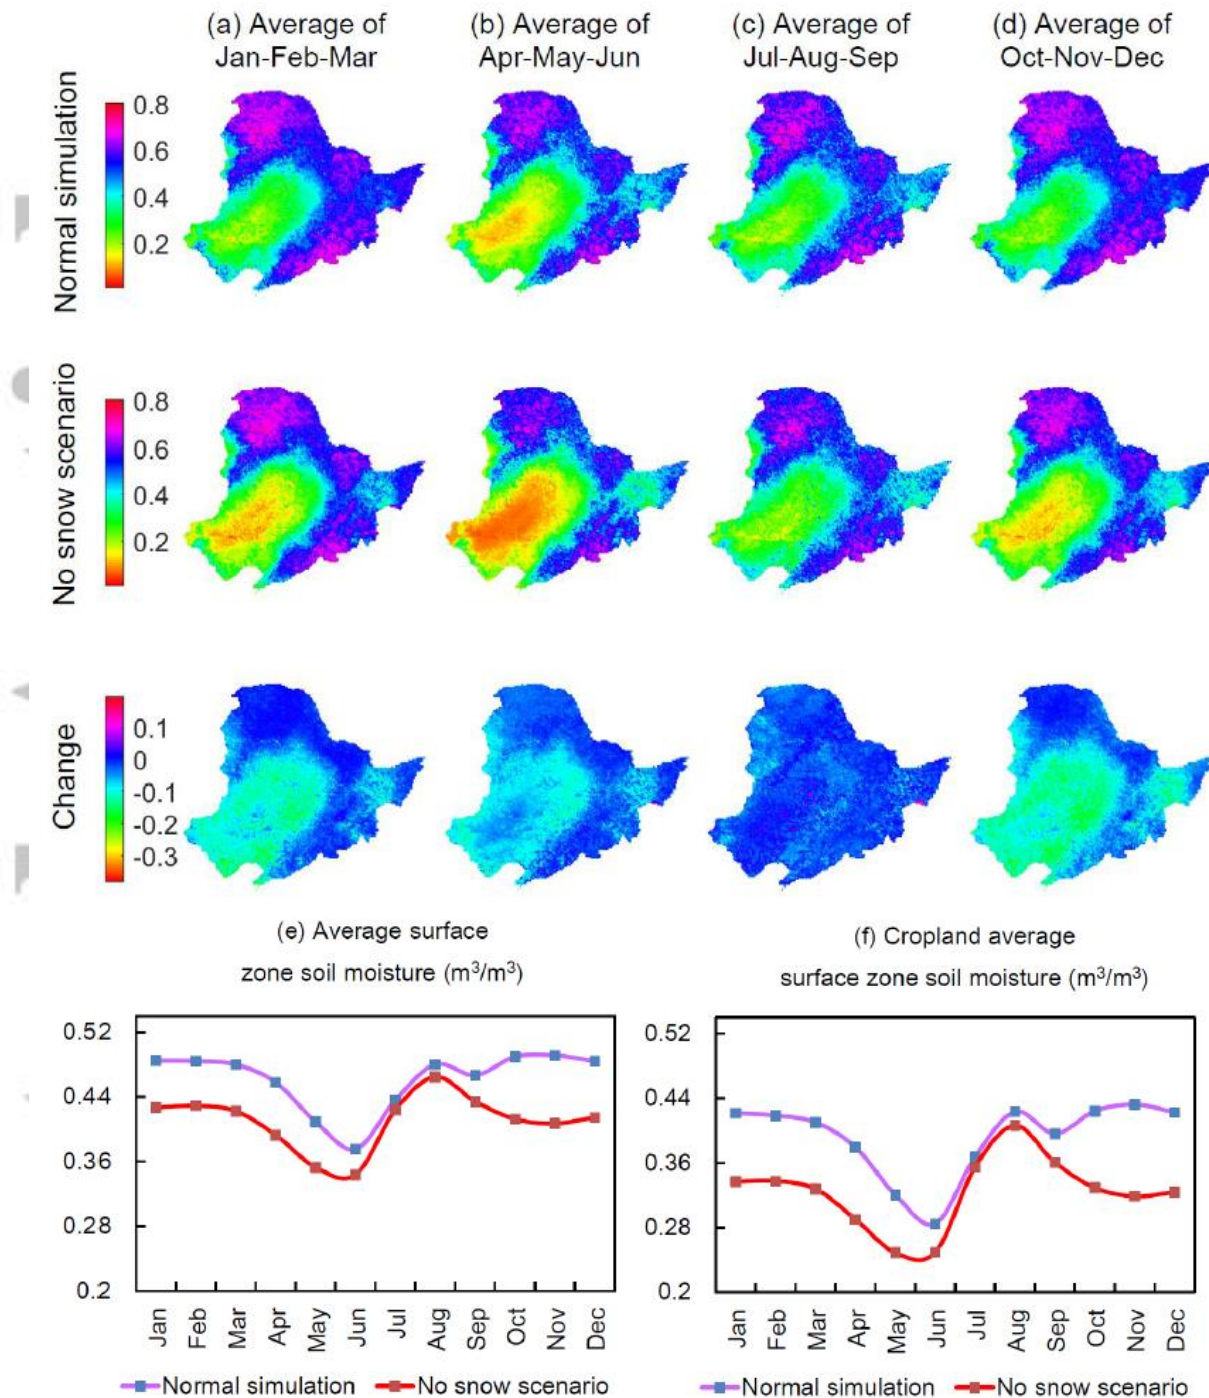 (a) Average of
Jan-Feb-Mar
(b) Average of
Apr-May-Jun
(c) Average of
Jul-Aug-Sep
(d) Average of
Oct-Nov-Dec
Normal simulation
0.8
0.6
0.4
0.2
No snow scenario
0.8
0.6
0.4
0.2
Change
0.1
0
-0.1
-0.2
-0.3
(e) Average surface
zone soil moisture (m³/m³)
0.52
0.44
0.36
0.28
0.2
Jan Feb Mar Apr May Jun Jul Aug Sep Oct Nov Dec
Normal simulation No snow scenario
(f) Cropland average
surface zone soil moisture (m³/m³)
0.52
0.44
0.36
0.28
0.2
Jan Feb Mar Apr May Jun Jul Aug Sep Oct Nov Dec
Normal simulation No snow scenario